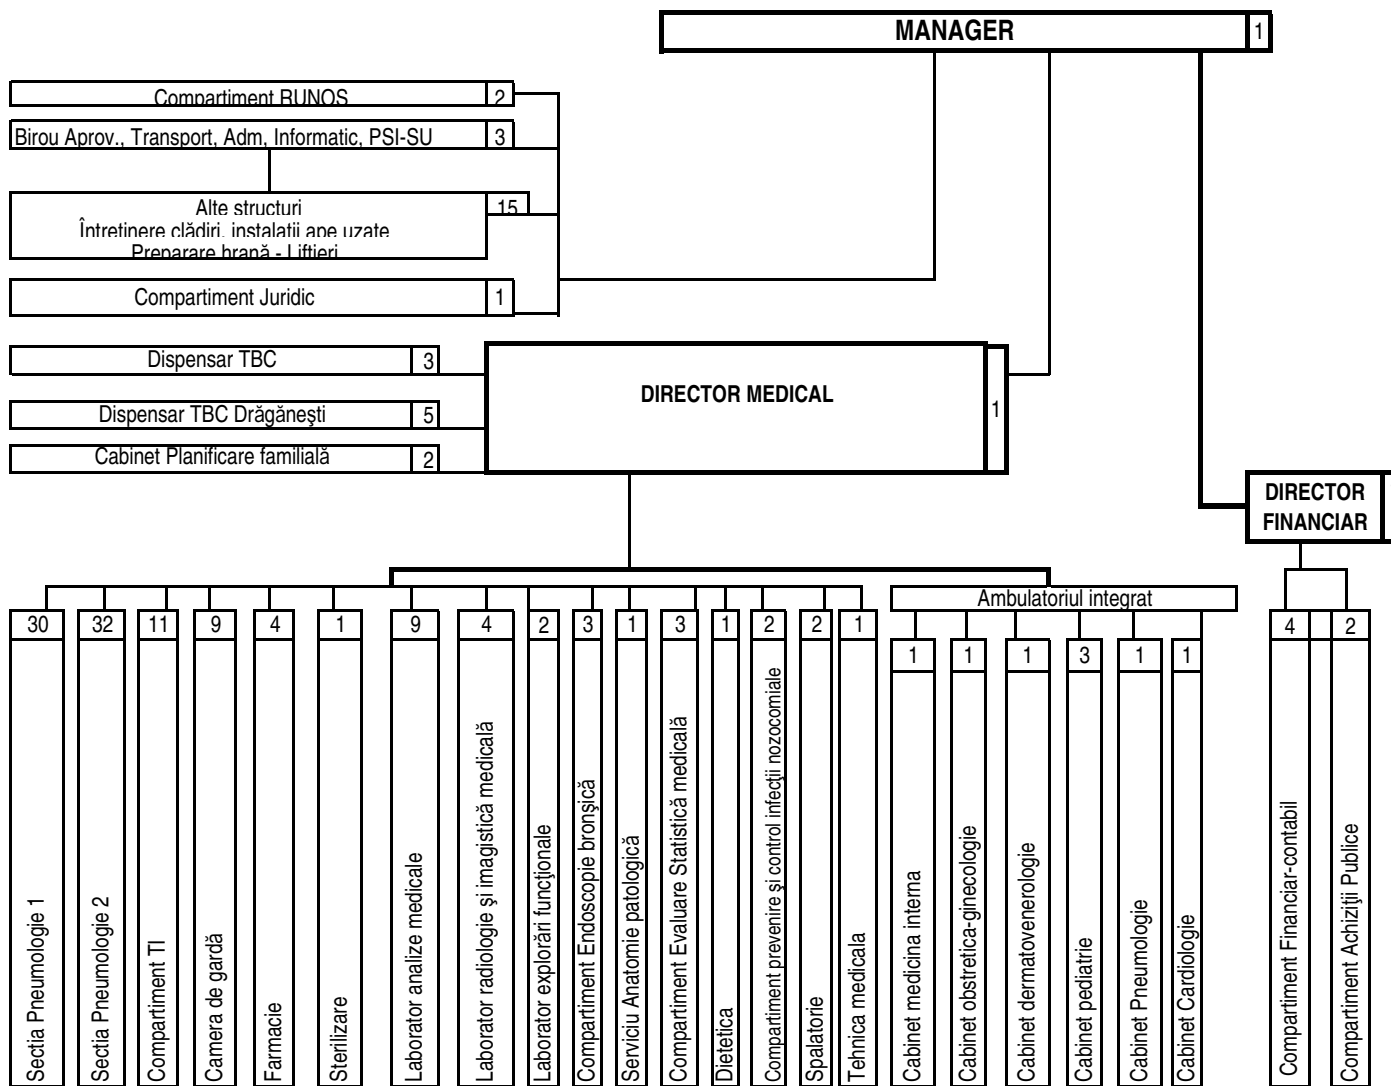 MANAGER 1
Compartiment RUNOS 2
Birou Aprov., Transport, Adm, Informatic, PSI-SU 3
Alte structuri 15
Întreţinere clădiri, instalaţii ape uzate
Preparare hrană - Liftieri
Compartiment Juridic 1
Dispensar TBC 3
Dispensar TBC Drăgăneşti 5
Cabinet Planificare familială 2
DIRECTOR MEDICAL 1
DIRECTOR
FINANCIAR
30 Sectia Pneumologie 1
32 Sectia Pneumologie 2
11 Compartiment TI
9 Camera de gardă
4 Farmacie
1 Sterilizare
9 Laborator analize medicale
4 Laborator radiologie şi imagistică medicală
2 Laborator explorări funcţionale
3 Compartiment Endoscopie bronşică
1 Serviciu Anatomie patologică
3 Compartiment Evaluare Statistică medicală
1 Dietetica
2 Compartiment prevenire şi control infecţii nozocomiale
2 Spalatorie
1 Tehnica medicala
Ambulatoriul integrat
1 Cabinet medicina interna
1 Cabinet obstretica-ginecologie
1 Cabinet dermatovenerologie
3 Cabinet pediatrie
1 Cabinet Pneumologie
1 Cabinet Cardiologie
4 Compartiment Financiar-contabil
2 Compartiment Achiziţii Publice